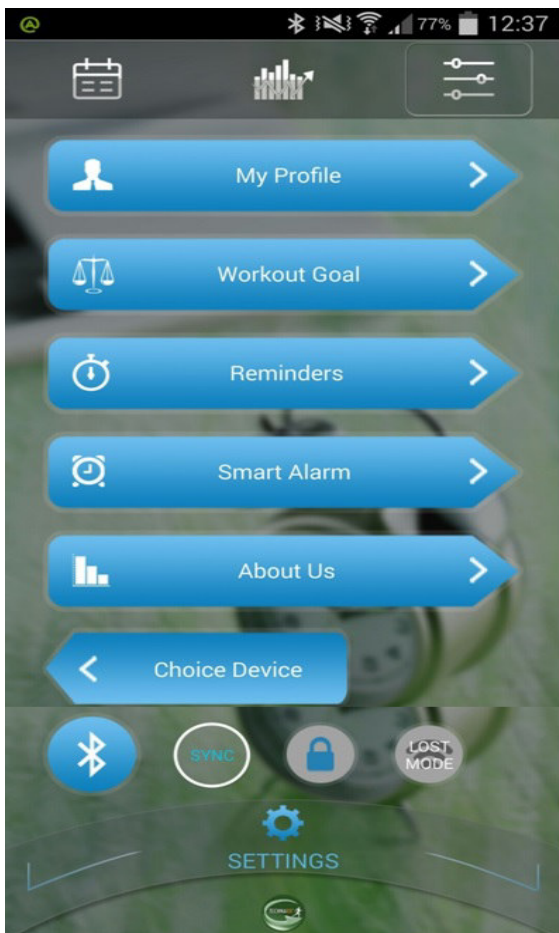 77% 12:37
My Profile
Workout Goal
Reminders
Smart Alarm
About Us
Choice Device
SYNC
LOST
MODE
SETTINGS